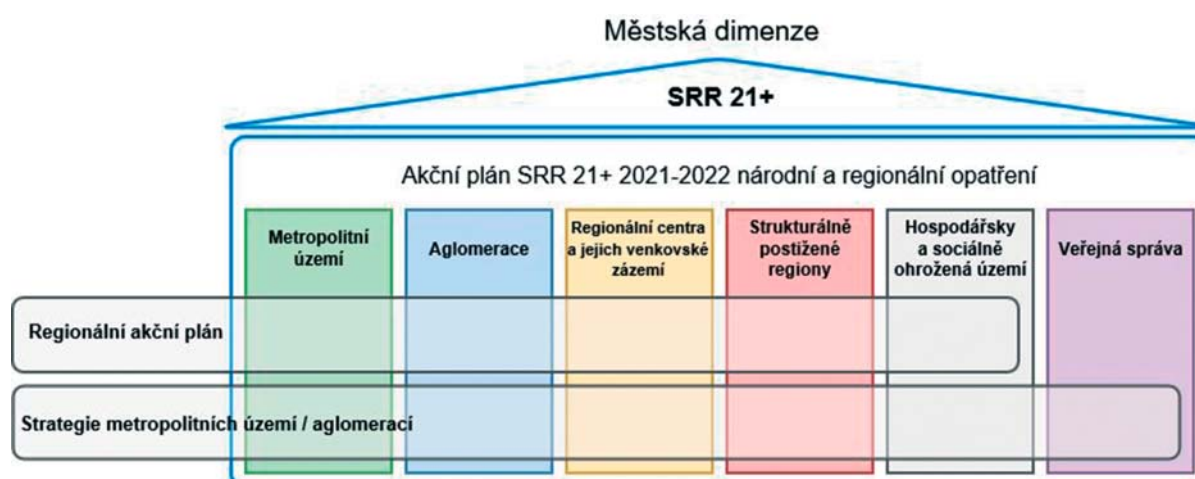 Městská dimenze
SRR 21+
Akční plán SRR 21+ 2021-2022 národní a regionální opatření
Metropolitní
území
Aglomerace
Regionální centra
a jejich venkovské
zázemí
Strukturálně
postižené
regiony
Hospodářsky
a sociálně
ohrožená území
Veřejná správa
Regionální akční plán
Strategie metropolitních území / aglomerací